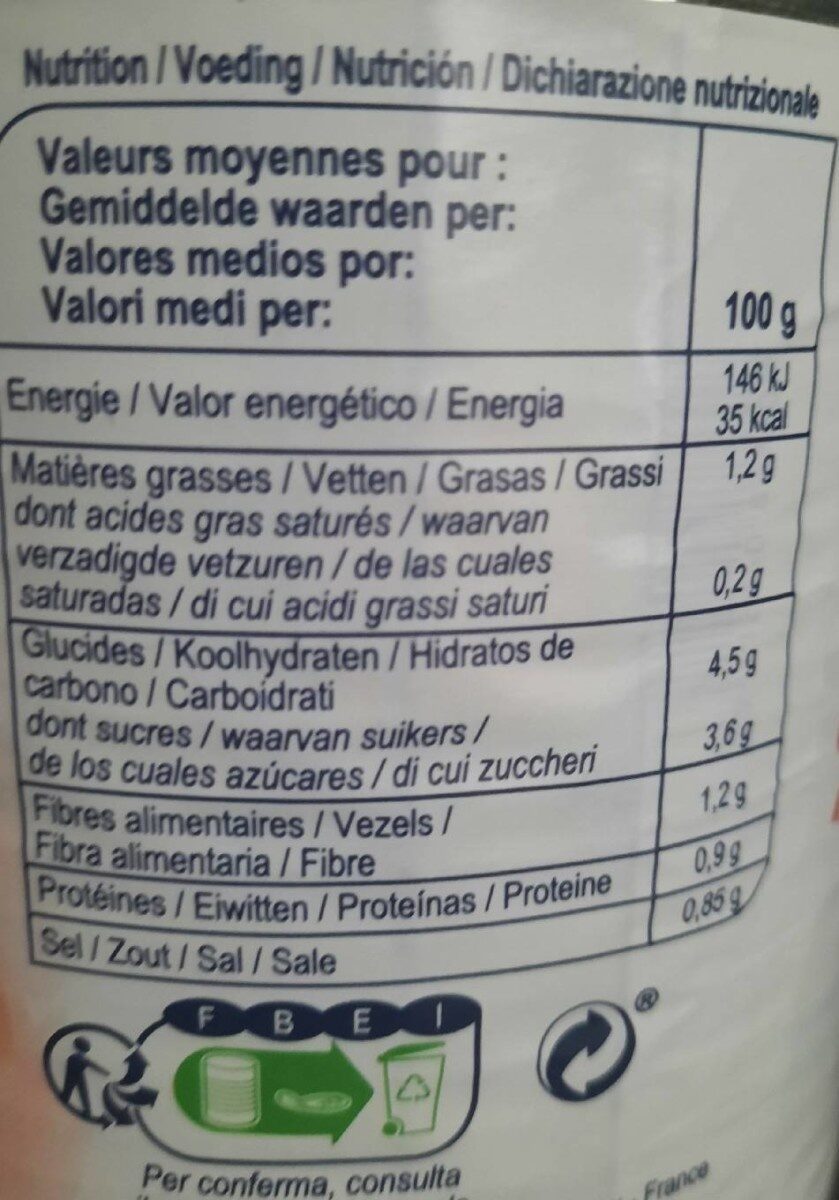 Nutrition / Voeding / Nutrición / Dichiarazione nutrizionale
Valeurs moyennes pour :
Gemiddelde waarden per:
Valores medios por:
Valori medi per:
100 g
Energie / Valor energético / Energia
146 kJ
35 kcal
Matières grasses / Vetten / Grasas / Grassi
1,2 g
dont acides gras saturés / waarvan
verzadigde vetzuren / de las cuales
saturadas / di cui acidi grassi saturi
0,2 g
Glucides / Koolhydraten / Hidratos de
carbono / Carboidrati
4,5 g
dont sucres / waarvan suikers /
de los cuales azúcares / di cui zuccheri
3,6 g
Fibres alimentaires / Vezels /
Fibra alimentaria / Fibre
1,2 g
Protéines / Eiwitten / Proteínas / Proteine
0,9 g
Sel / Zout / Sal / Sale
0,85 g
F B E I
®
Per conferma, consulta
France